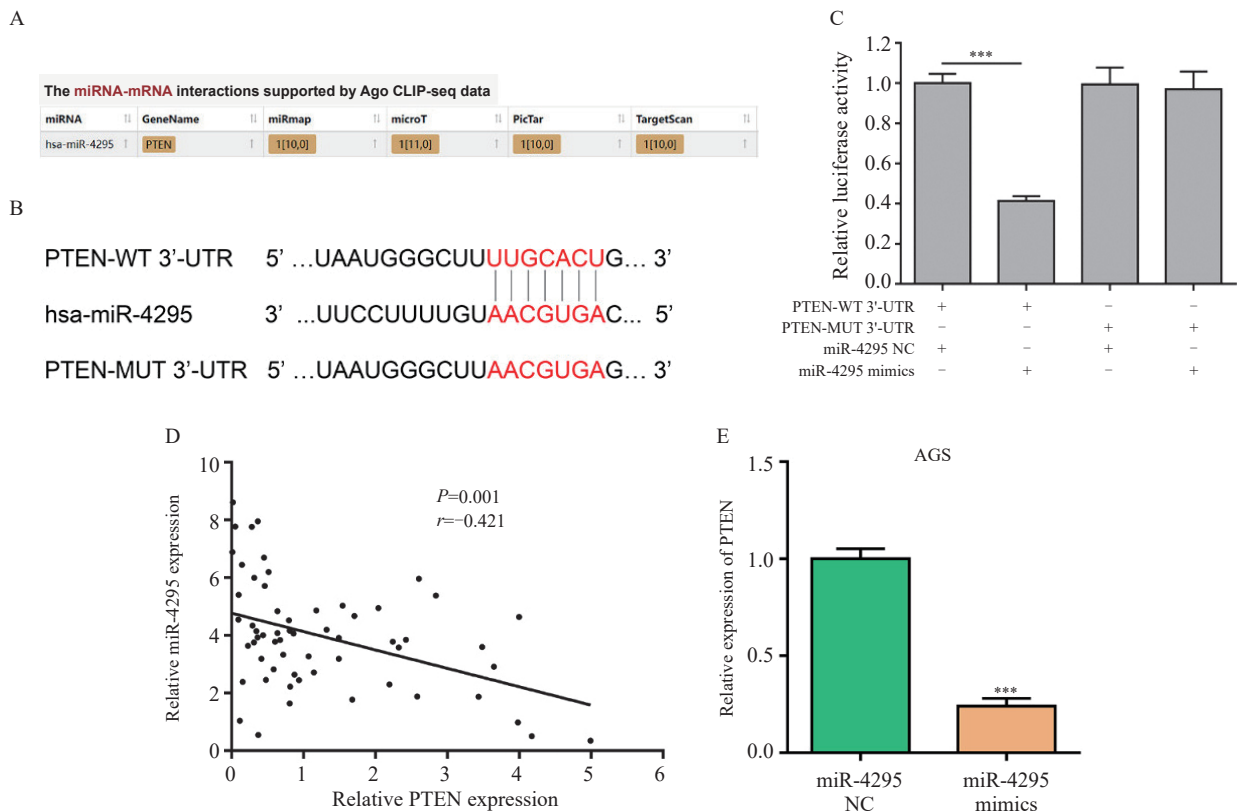 A
The miRNA-mRNA interactions supported by Ago CLIP-seq data
miRNA GeneName miRmap microT PicTar TargetScan
hsa-miR-4295 PTEN 1[10,0] 1[11,0] 1[10,0] 1[10,0]
B
PTEN-WT 3'-UTR 5' ...UAAUGGGCUUUUGCACUG... 3'
hsa-miR-4295 3' ...UUCCUUUUGUAACGUGAC... 5'
PTEN-MUT 3'-UTR 5' ...UAAUGGGCUUAACGUGAG... 3'
C
Relative luciferase activity
1.2
1.0
0.8
0.6
0.4
0.2
0.0
***
PTEN-WT 3'-UTR + + − −
PTEN-MUT 3'-UTR − − + +
miR-4295 NC + − + −
miR-4295 mimics − + − +
D
Relative miR-4295 expression
10
8
6
4
2
0
P=0.001
r=−0.421
0 1 2 3 4 5 6
Relative PTEN expression
E
AGS
Relative expression of PTEN
1.5
1.0
0.5
0.0
***
miR-4295 miR-4295
NC mimics